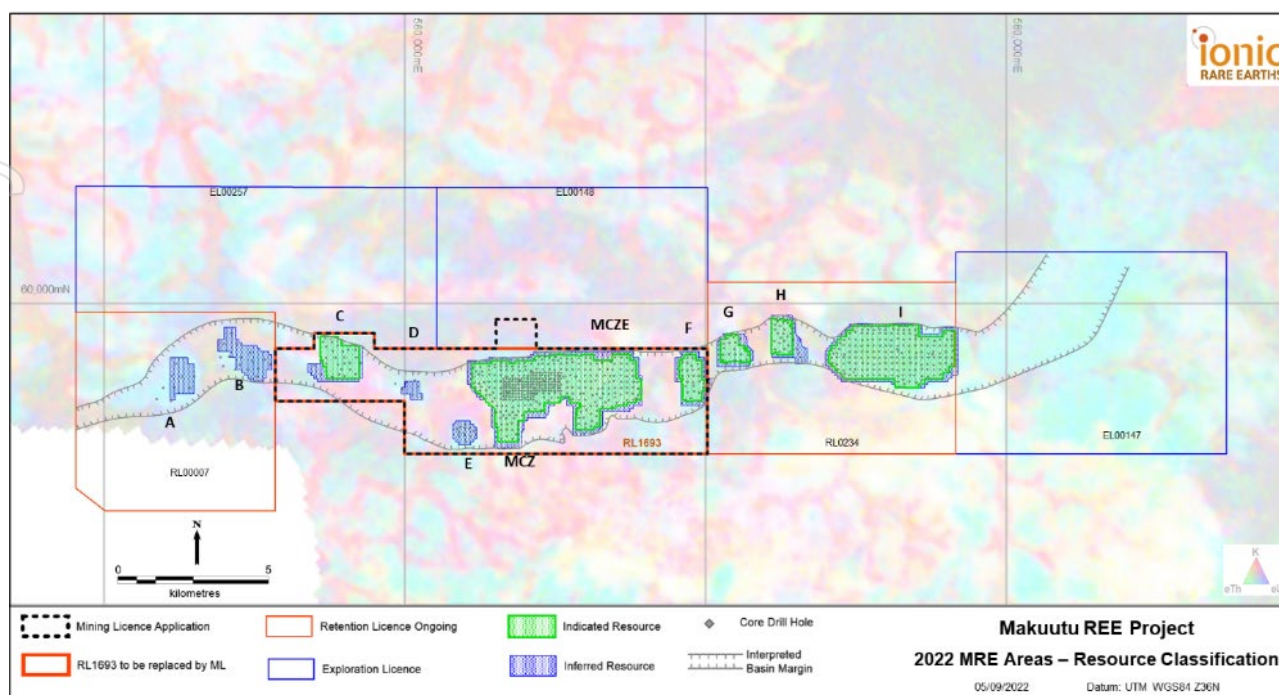 560,000mE
580,000mE
ionic
RARE EARTHS
EL00257
EL00148
60,000mN
C
D
MCZE
F
G
H
I
B
A
E
MCZ
RL1693
RL0234
EL00147
RL00007
N
0
5
kilometres
K
eTh
Mining Licence Application
Retention Licence Ongoing
Indicated Resource
Core Drill Hole
RL1693 to be replaced by ML
Exploration Licence
Inferred Resource
Interpreted
Basin Margin
Makuutu REE Project
2022 MRE Areas – Resource Classification
05/09/2022 Datum: UTM WGS84 Z36N